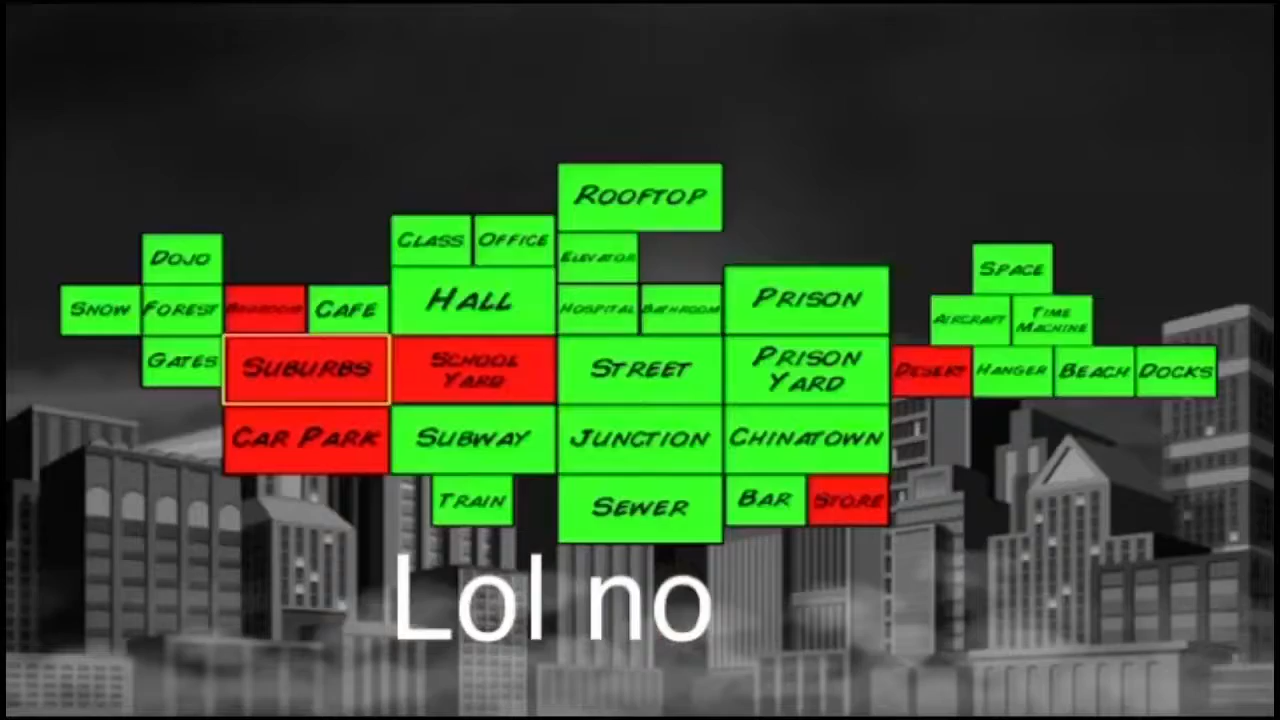 ROOFTOP
CLASS OFFICE
DOJO ELEVATOR
SPACE
SNOW FOREST BEDROOM CAFE HALL HOSPITAL BATHROOM PRISON
AIRCRAFT TIME
MACHINE
GATES SUBURBS SCHOOL
YARD STREET PRISON
YARD DESERT HANGER BEACH DOCKS
CAR PARK SUBWAY JUNCTION CHINATOWN
TRAIN SEWER BAR STORE
Lol no